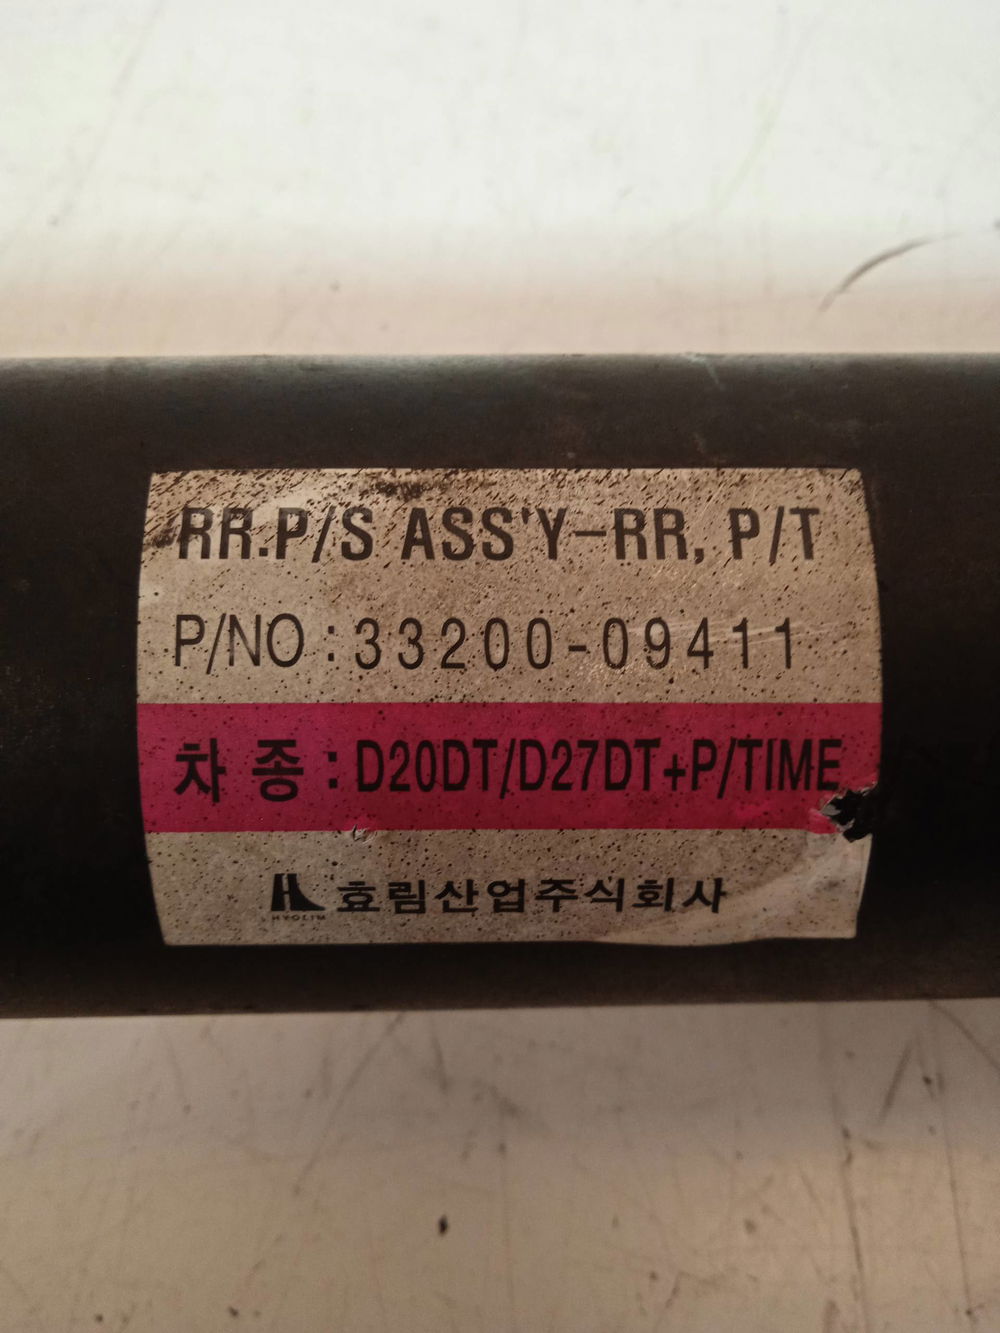 RR.P/S ASS'Y-RR, P/T
P/NO : 33200-09411
차 종 : D20DT/D27DT+P/TIME
HYOLIM 효림산업주식회사